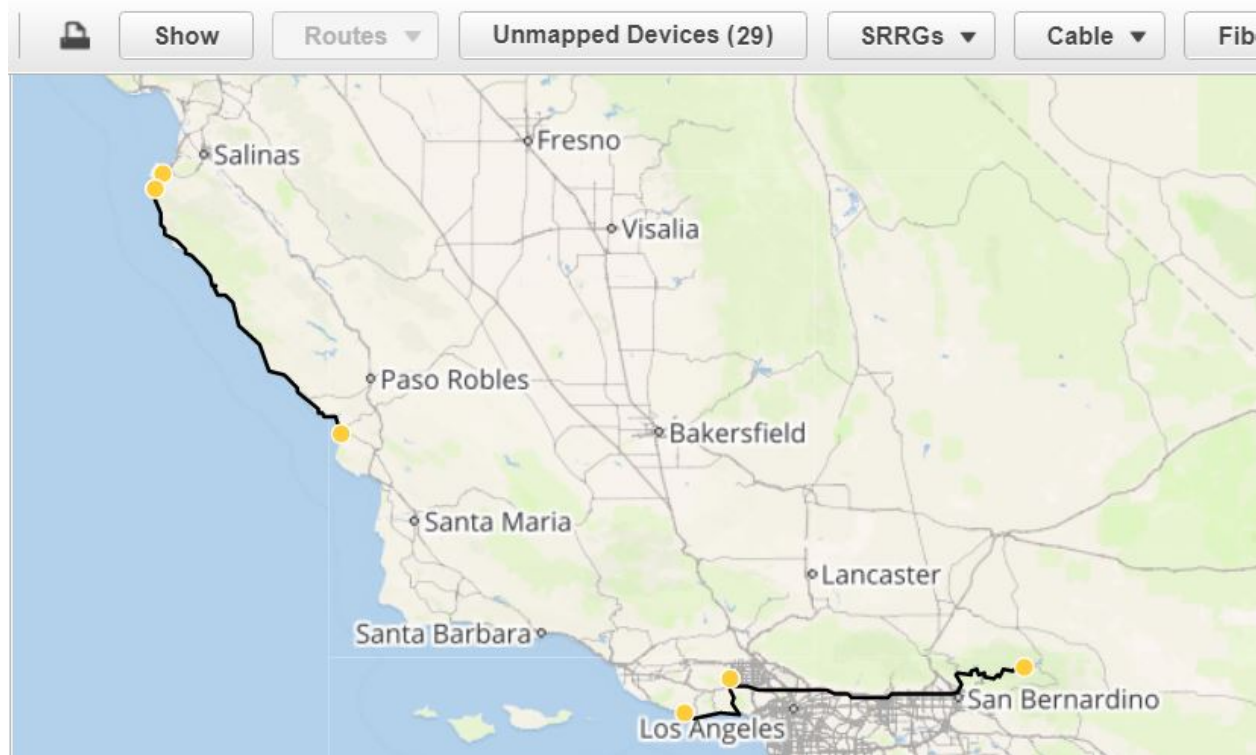 Show
Routes
Unmapped Devices (29)
SRRGs
Cable
Fib
Fresno
Salinas
Visalia
Paso Robles
Bakersfield
Santa Maria
Lancaster
Santa Barbara
San Bernardino
Los Angeles